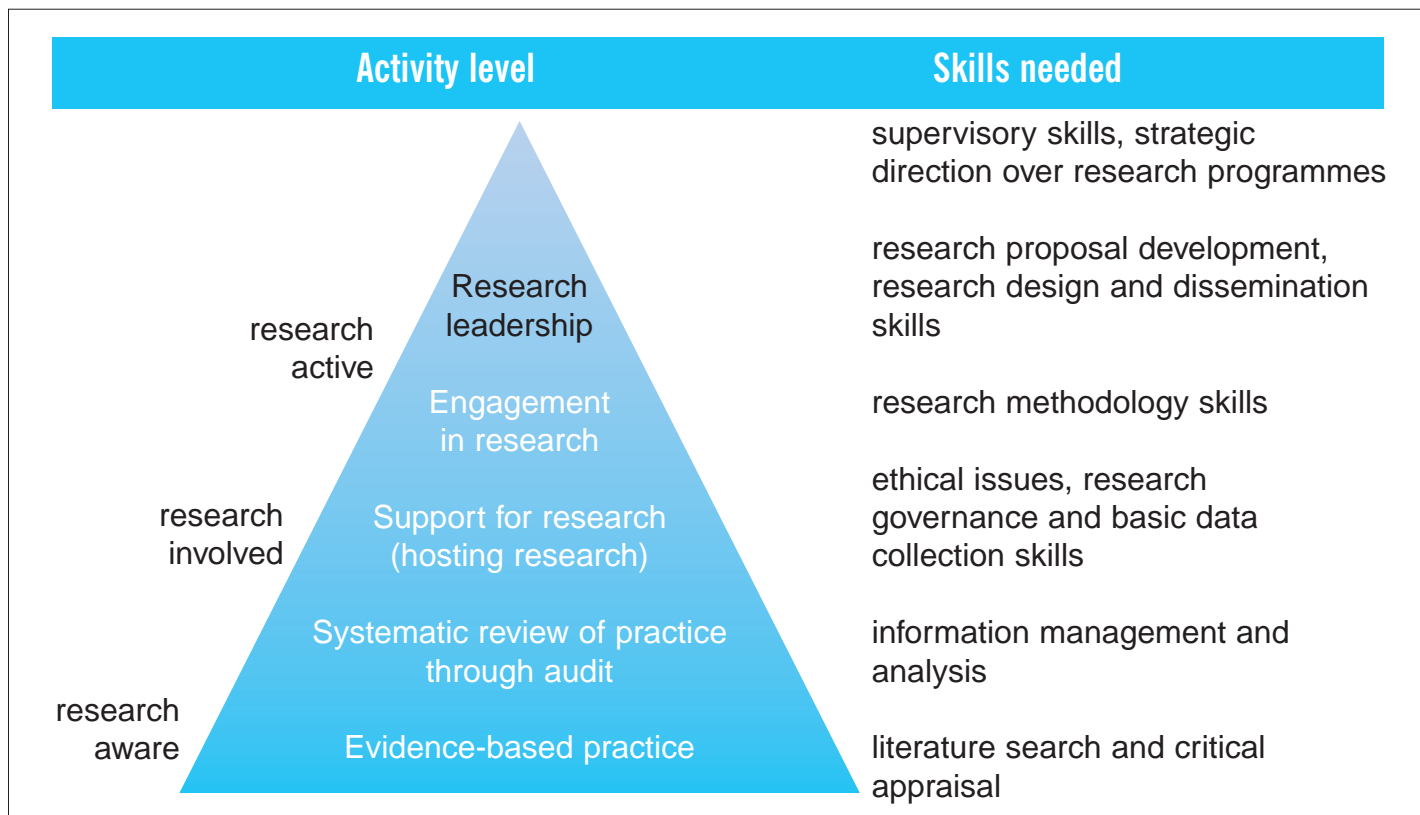 Activity level
Skills needed
supervisory skills, strategic
direction over research programmes
research proposal development,
research design and dissemination
skills
Research
leadership
research
active
Engagement
in research
research methodology skills
ethical issues, research
governance and basic data
collection skills
research
involved
Support for research
(hosting research)
Systematic review of practice
through audit
information management and
analysis
research
aware
Evidence-based practice
literature search and critical
appraisal